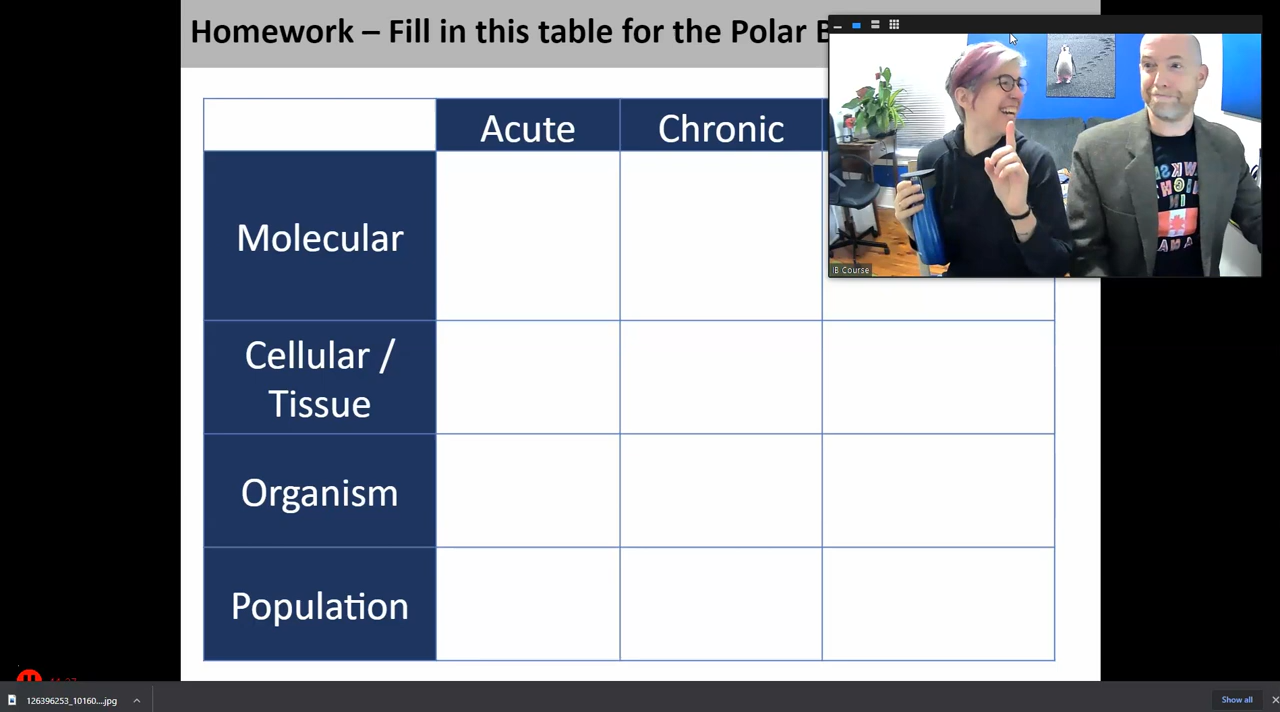 Homework – Fill in this table for the Polar B
Acute
Chronic
Molecular
Cellular /
Tissue
Organism
Population
IB Course
126396253_10160....jpg
Show all